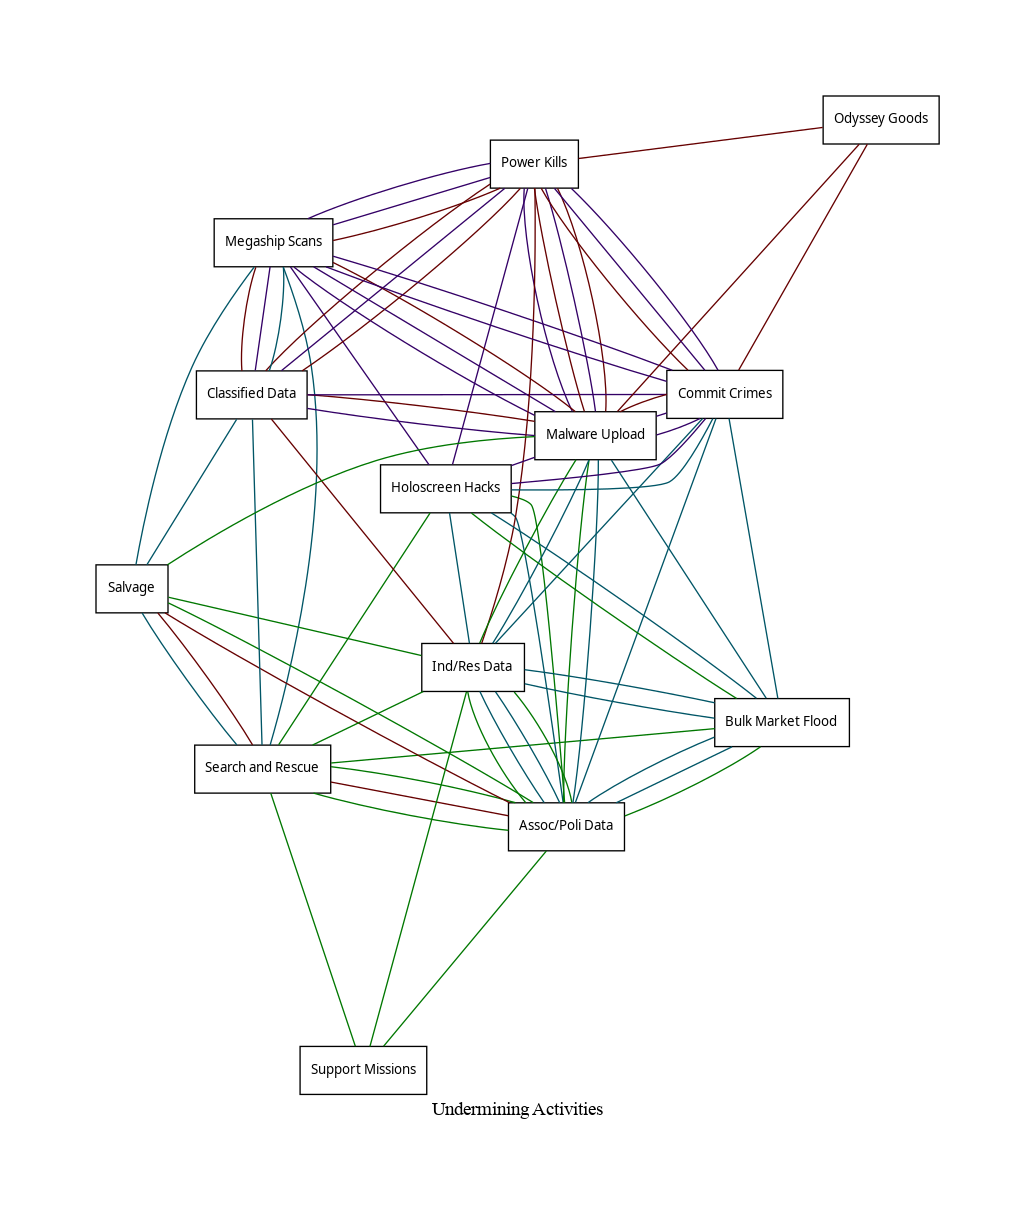 Odyssey Goods
Power Kills
Megaship Scans
Classified Data
Commit Crimes
Malware Upload
Holoscreen Hacks
Salvage
Ind/Res Data
Bulk Market Flood
Search and Rescue
Assoc/Poli Data
Support Missions
Undermining Activities